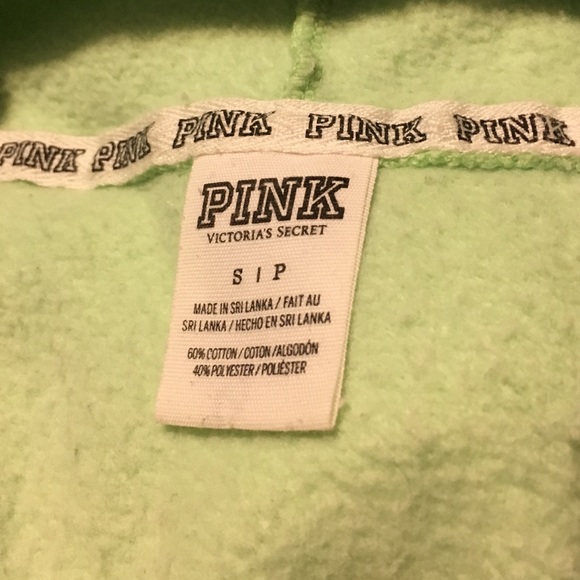 PINK PINK PINK PINK PINK
PINK
VICTORIA'S SECRET
S | P
MADE IN SRI LANKA / FAIT AU
SRI LANKA / HECHO EN SRI LANKA
60% COTTON / COTON /ALGODÓN
40% POLYESTER / POLIÉSTER